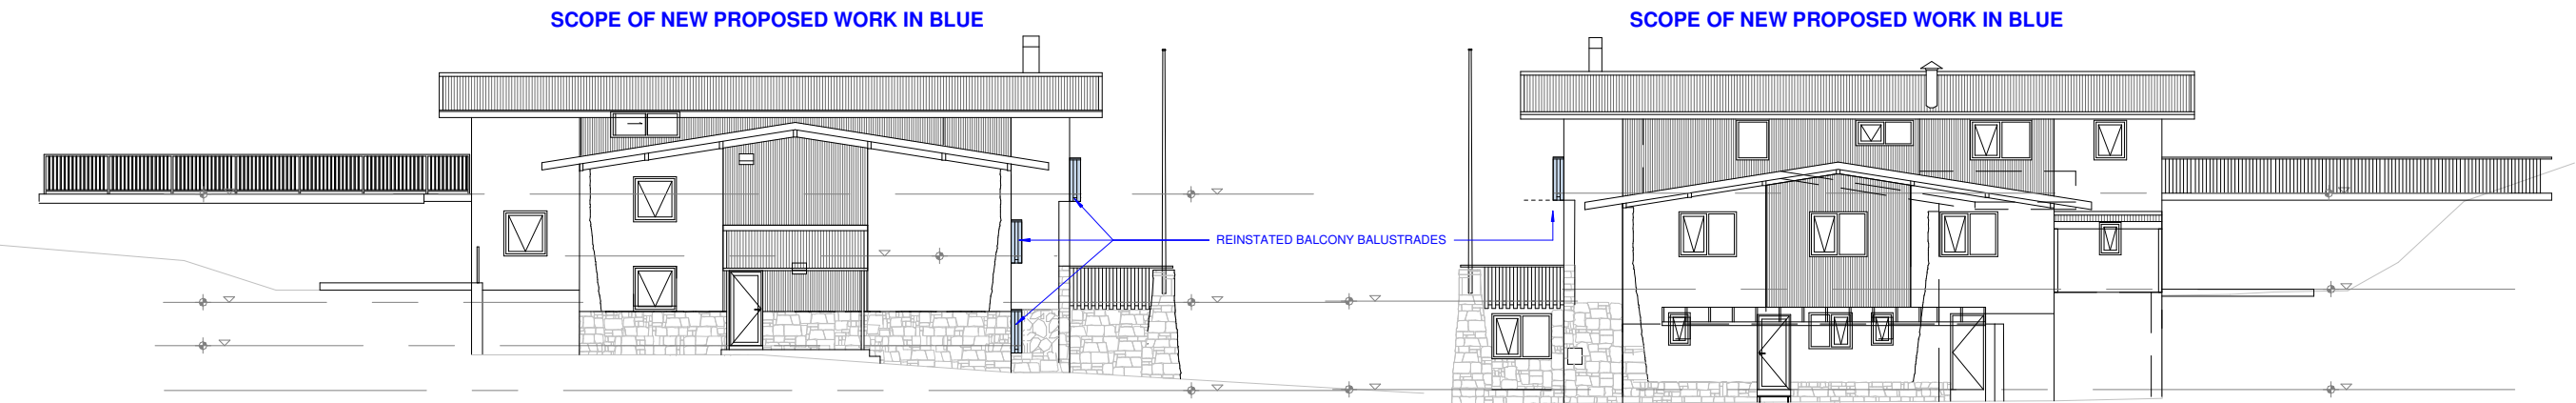 SCOPE OF NEW PROPOSED WORK IN BLUE
SCOPE OF NEW PROPOSED WORK IN BLUE
REINSTATED BALCONY BALUSTRADES